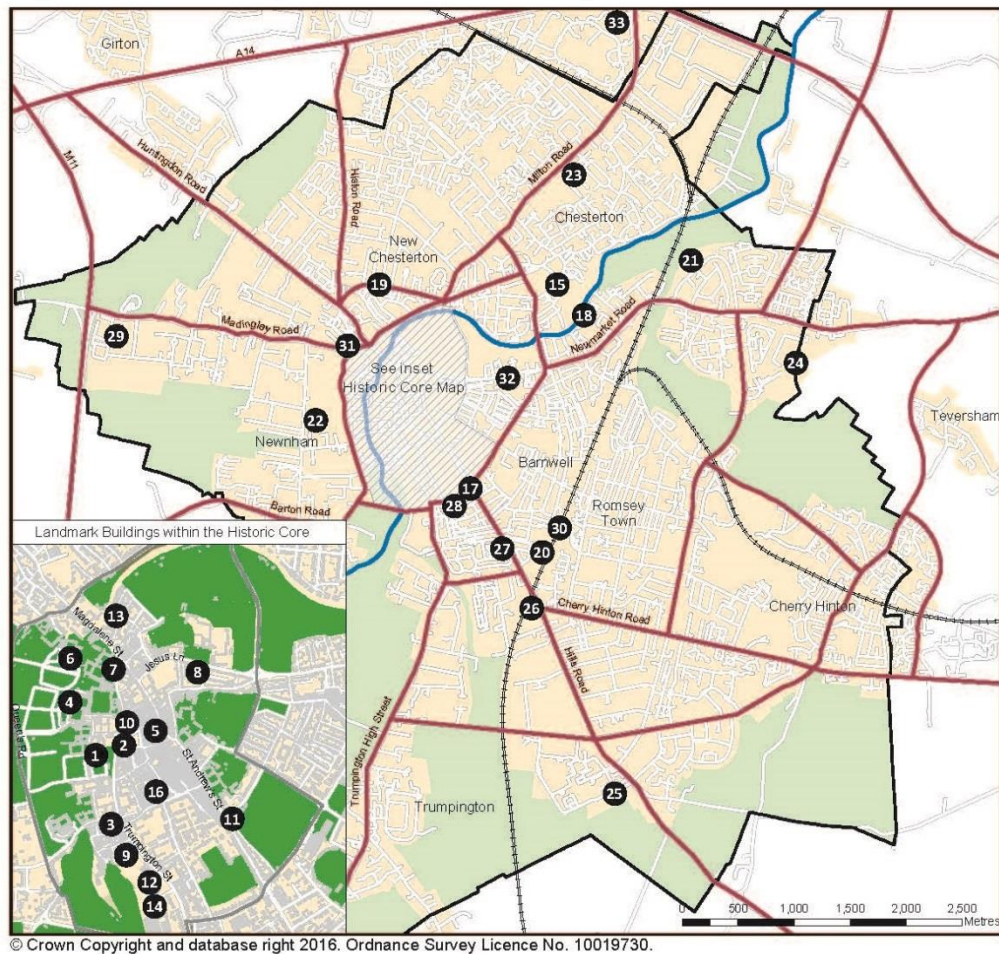 33
Girton
A 14
M11
Huntingdon Road
Histon Road
Milton Road
23
Chesterton
New
Chesterton
19
15
21
18
Newmarket Road
29
Madingley Road
31
See inset
Historic Core Map
32
24
22
Newnham
Teversham
Barnwell
17
28
Barton Road
Romsey
Town
30
27
20
Landmark Buildings within the Historic Core
26
Cherry Hinton Road
Cherry Hinton
Hills Road
Trumpington High Street
Trumpington
25
13
Magdalene St
6
7
Jesus Ln
8
4
Queen's Rd
10
5
2
1
St Andrew's St
16
11
3
Trumpington St
9
12
14
0 500 1,000 1,500 2,000 2,500
Metres
© Crown Copyright and database right 2016. Ordnance Survey Licence No. 10019730.